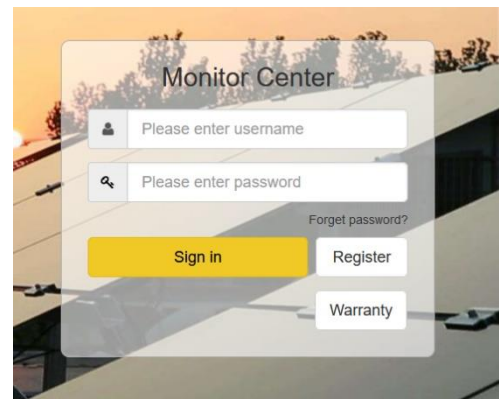 Monitor Center
Please enter username
Please enter password
Forget password?
Sign in Register
Warranty